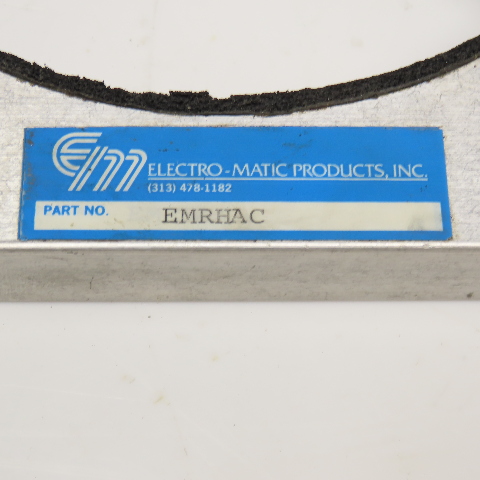 EM ELECTRO-MATIC PRODUCTS, INC.
(313) 478-1182
PART NO. EMRHAC